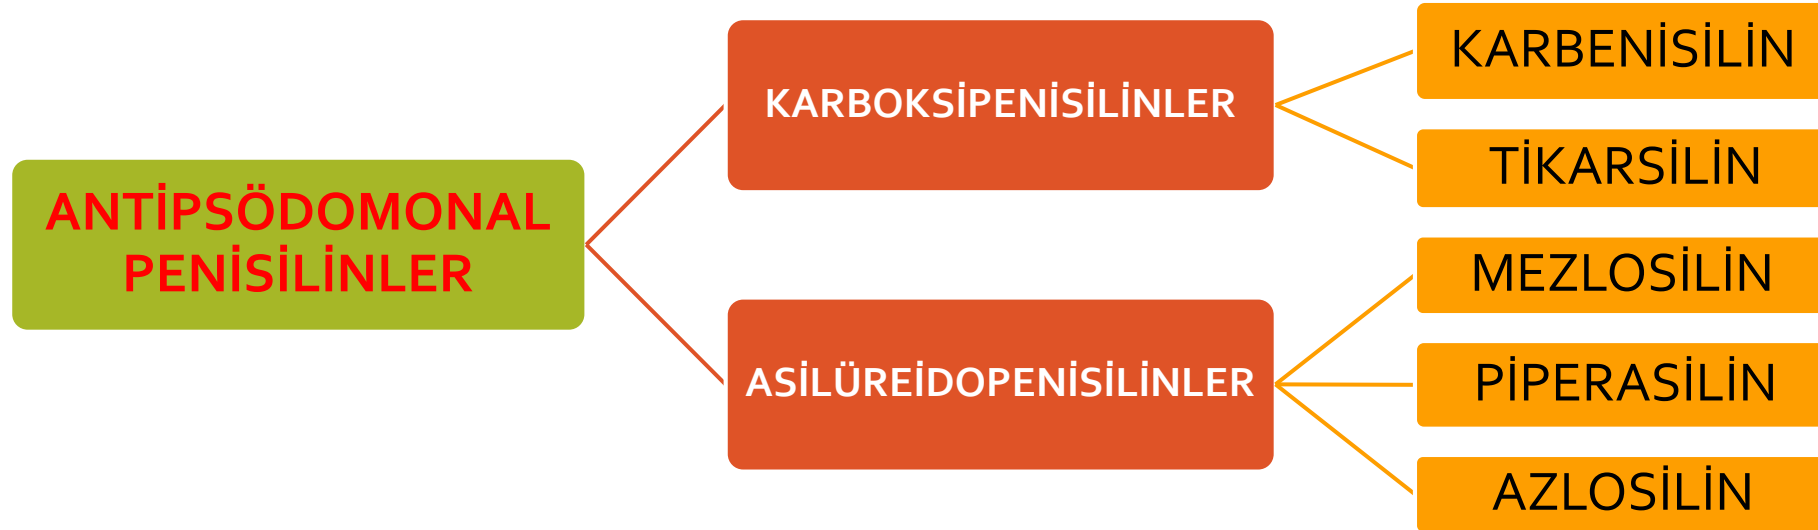 ANTİPSÖDOMONAL
PENİSİLİNLER
KARBOKSİPENİSİLİNLER
KARBENİSİLİN
TİKARSİLİN
ASİLÜREİDOPENİSİLİNLER
MEZLOSİLİN
PİPERASİLİN
AZLOSİLİN